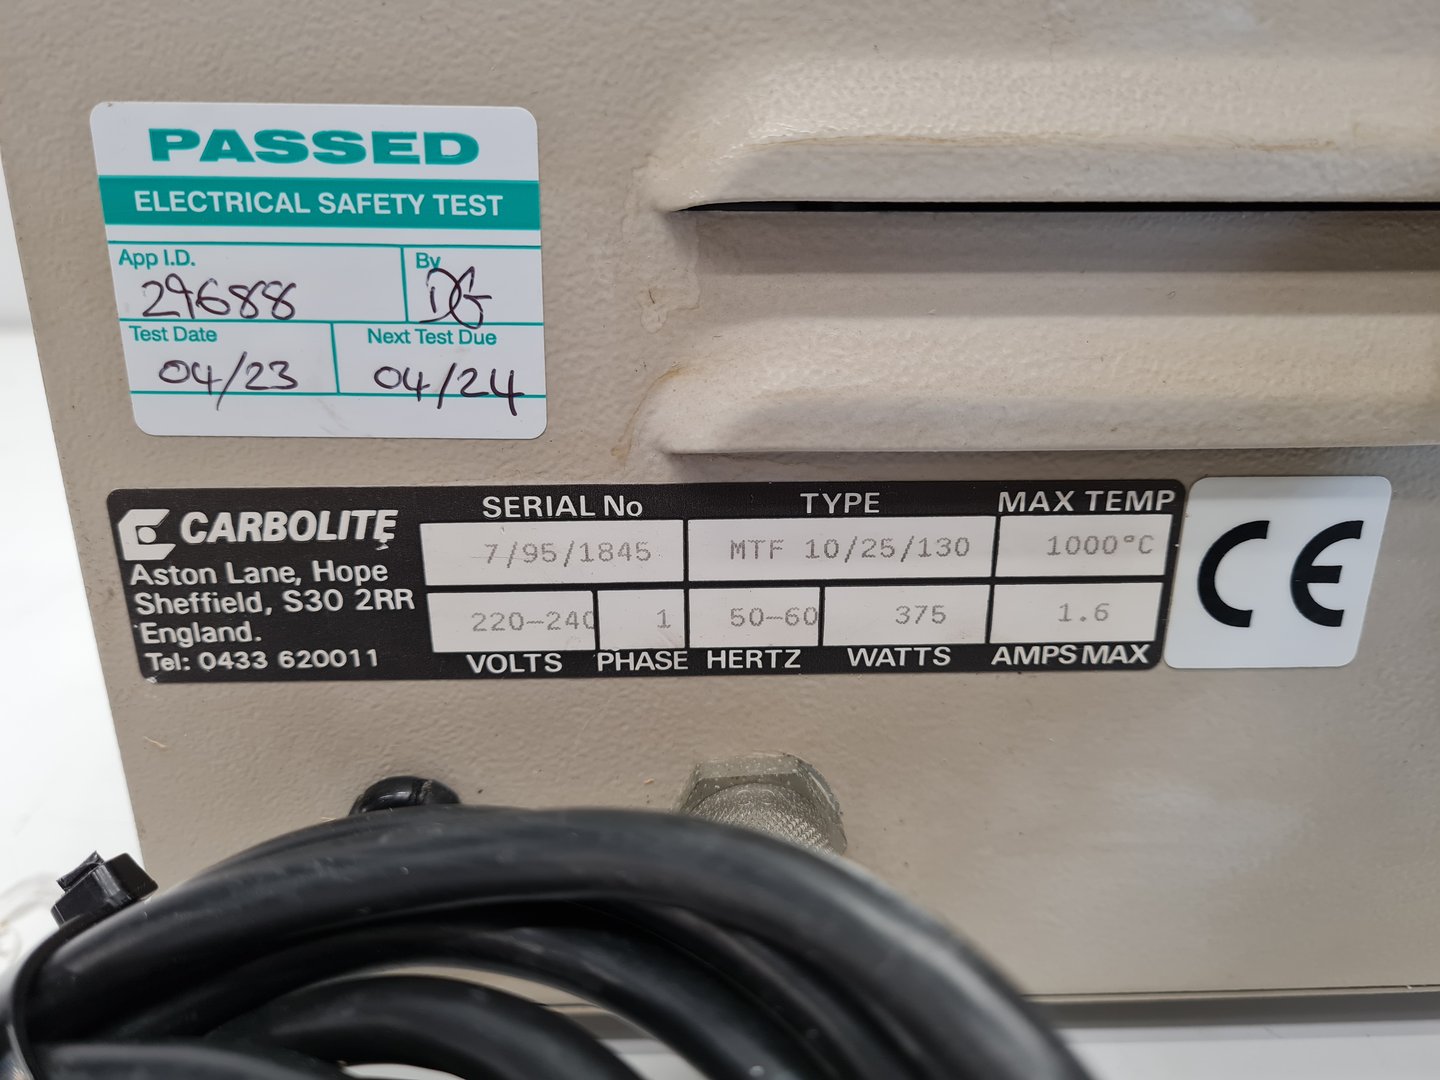 PASSED
ELECTRICAL SAFETY TEST
App I.D. By
29688 DG
Test Date Next Test Due
04/23 04/24
CARBOLITE
Aston Lane, Hope
Sheffield, S30 2RR
England.
Tel: 0433 620011
SERIAL No TYPE MAX TEMP
7/95/1845 MTF 10/25/130 1000°C
220-240 1 50-60 375 1.6
VOLTS PHASE HERTZ WATTS AMPS MAX
CE